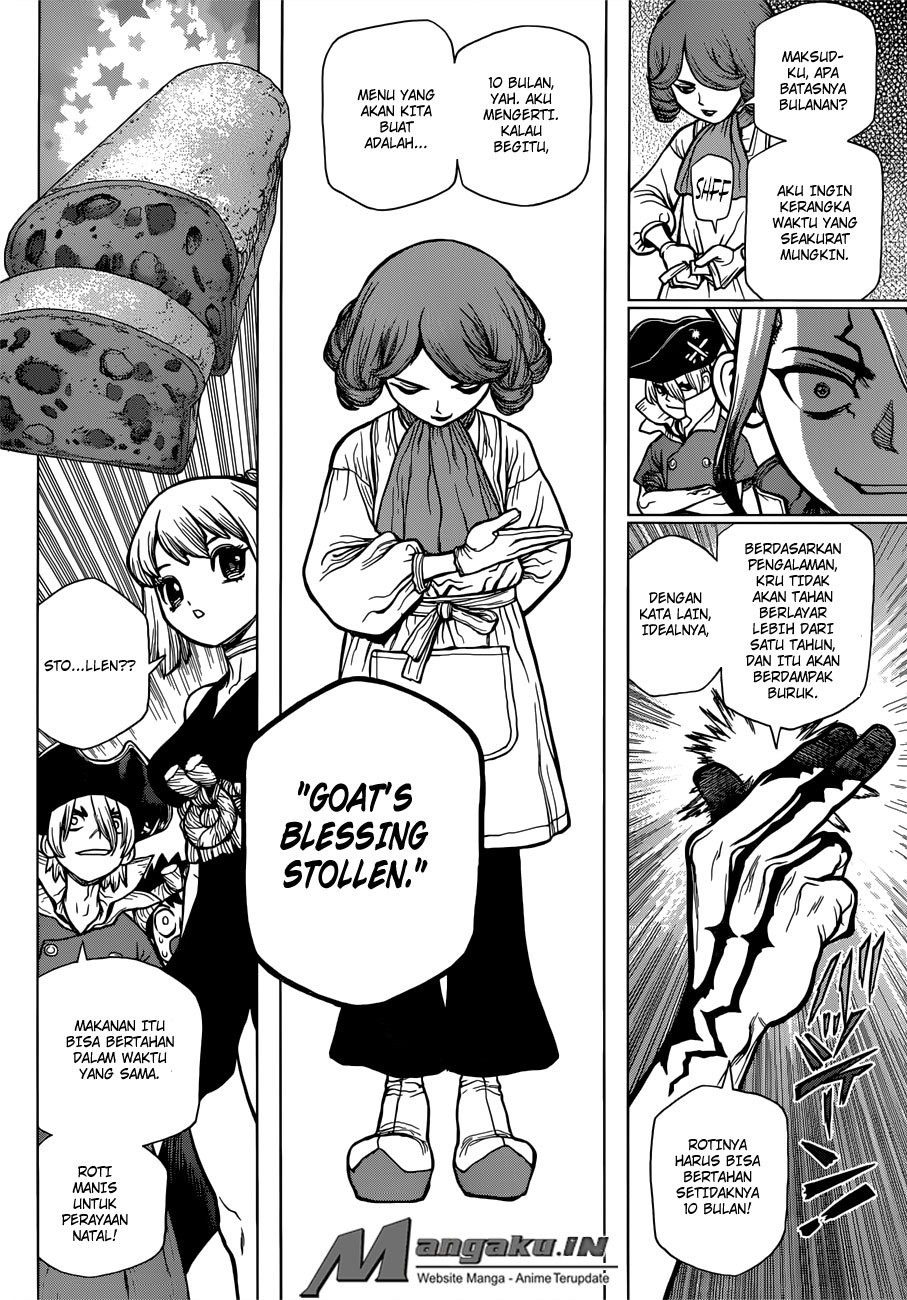 MAKSUD-
KU, APA
BATASNYA
BULANAN?
AKU INGIN
KERANGKA
WAKTU YANG
SEAKURAT
MUNGKIN.
SHFF
BERDASARKAN
PENGALAMAN,
KRU TIDAK
AKAN TAHAN
BERLAYAR
LEBIH DARI
SATU TAHUN,
DAN ITU AKAN
BERDAMPAK
BURUK.
DENGAN
KATA LAIN,
IDEALNYA,
ROTINYA
HARUS BISA
BERTAHAN
SETIDAKNYA
10 BULAN!
10 BULAN,
YAH. AKU
MENGERTI.
KALAU
BEGITU,
MENU YANG
AKAN KITA
BUAT
ADALAH...
"GOAT'S
BLESSING
STOLLEN."
STO...LLEN??
MAKANAN ITU
BISA BERTAHAN
DALAM WAKTU
YANG SAMA.
ROTI
MANIS
UNTUK
PERAYAAN
NATAL!
Mangaku.IN
Website Manga - Anime Terupdate